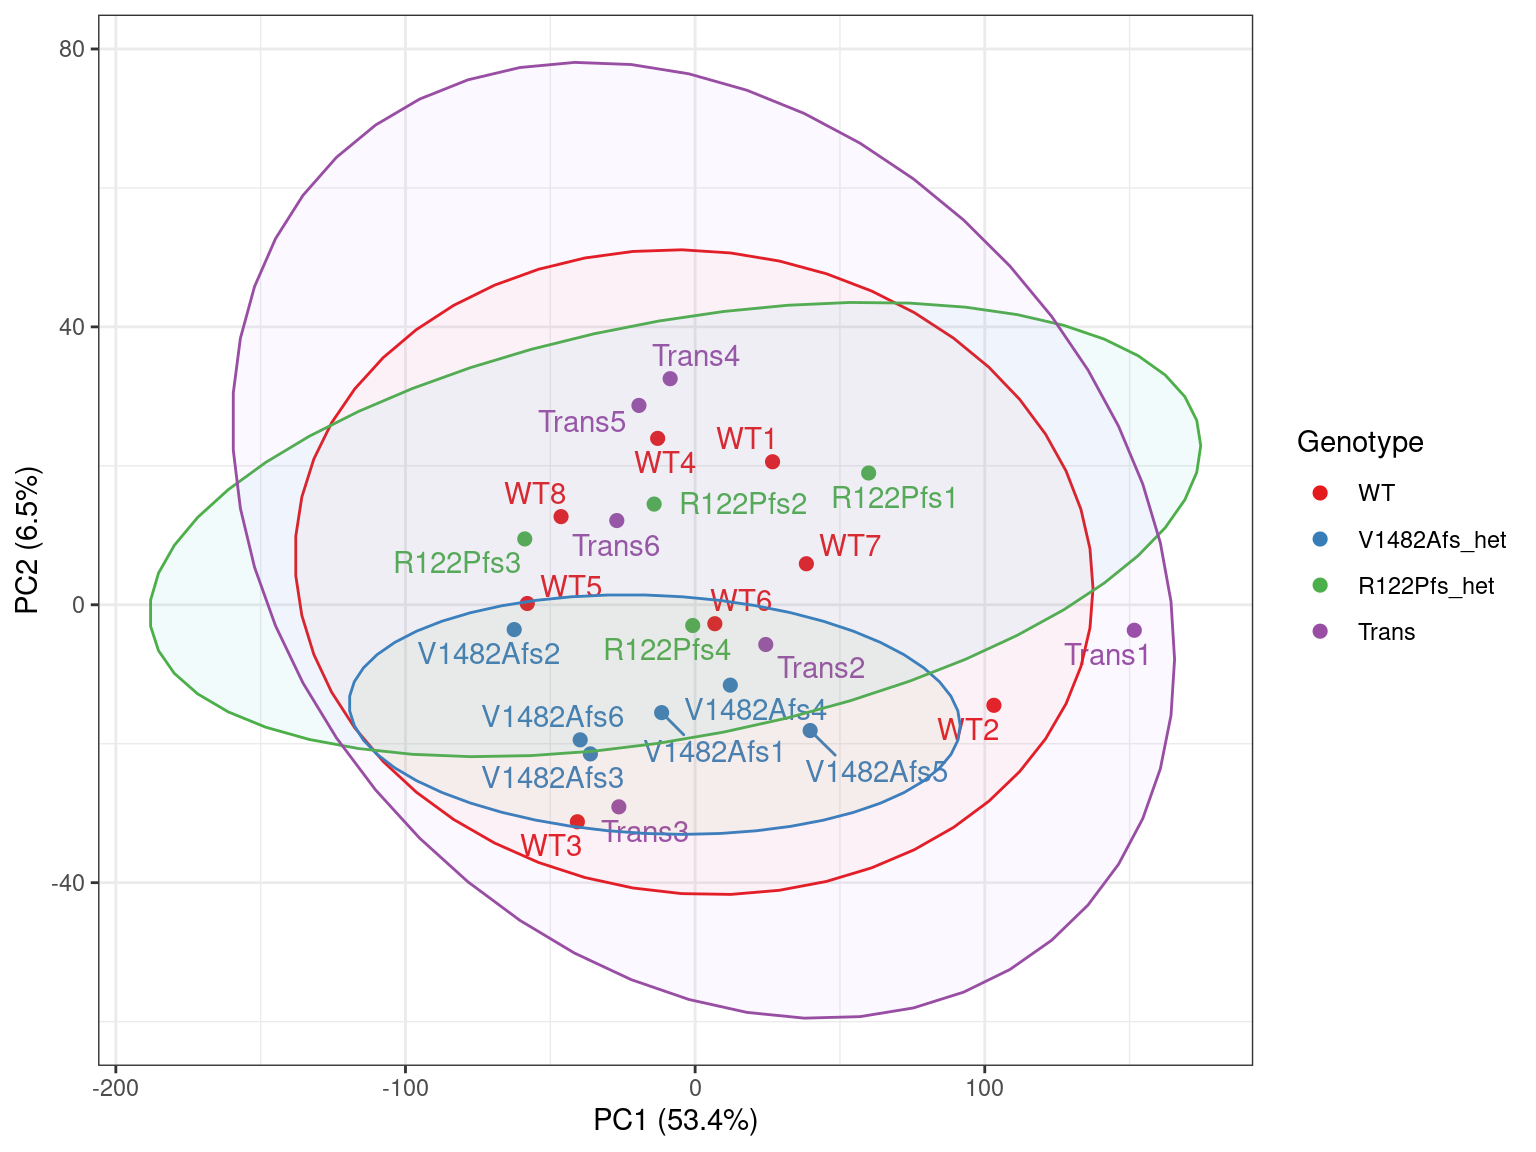 80
40
0
-40
-200
-100
0
100
PC1 (53.4%)
PC2 (6.5%)
Trans4
Trans5
WT4
WT1
WT8
R122Pfs2
R122Pfs1
Trans6
R122Pfs3
WT7
WT5
WT6
V1482Afs2
R122Pfs4
Trans2
Trans1
V1482Afs6
V1482Afs4
WT2
V1482Afs1
V1482Afs3
V1482Afs5
Trans3
WT3
Genotype
WT
V1482Afs_het
R122Pfs_het
Trans